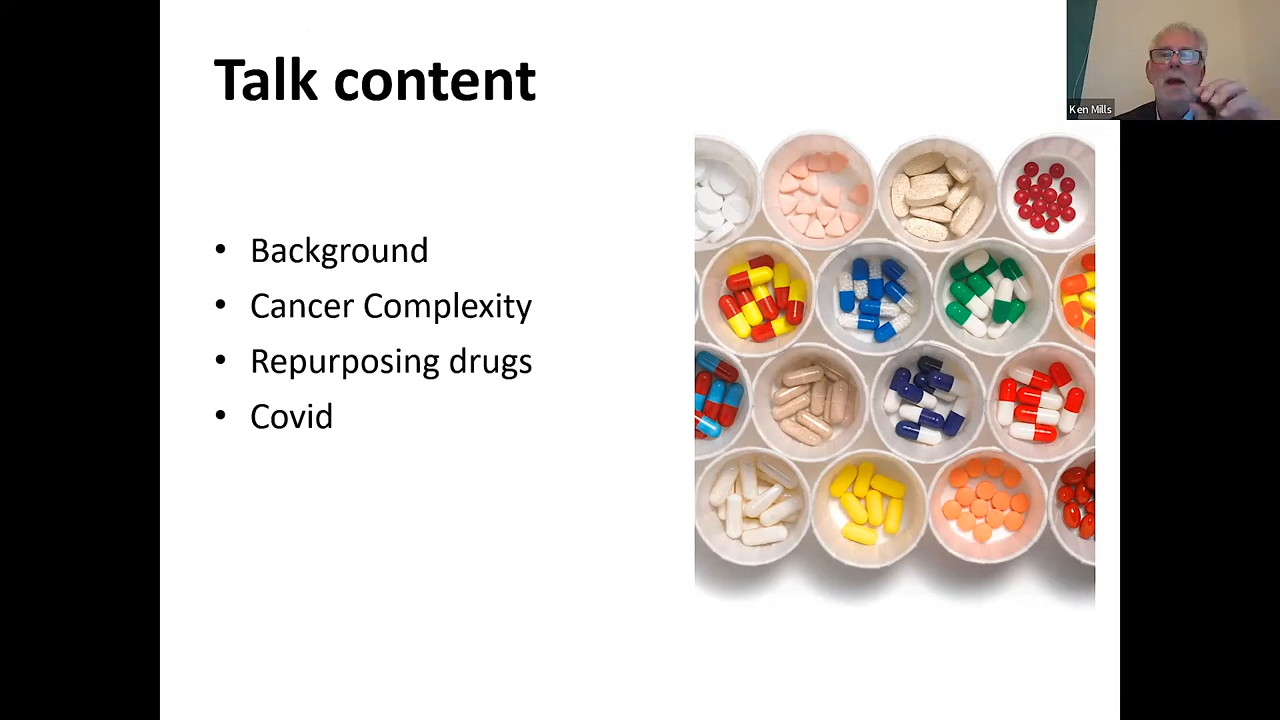 Talk content
Ken Mills
• Background
• Cancer Complexity
• Repurposing drugs
• Covid